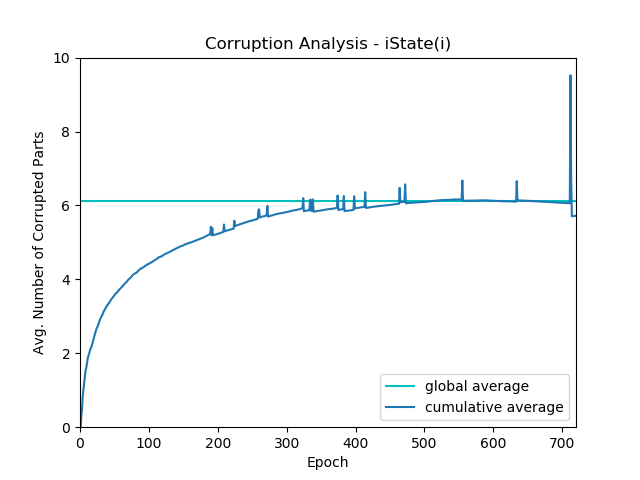 Corruption Analysis - iState(i)
Avg. Number of Corrupted Parts
10
8
6
4
2
0
0 100 200 300 400 500 600 700
Epoch
global average
cumulative average